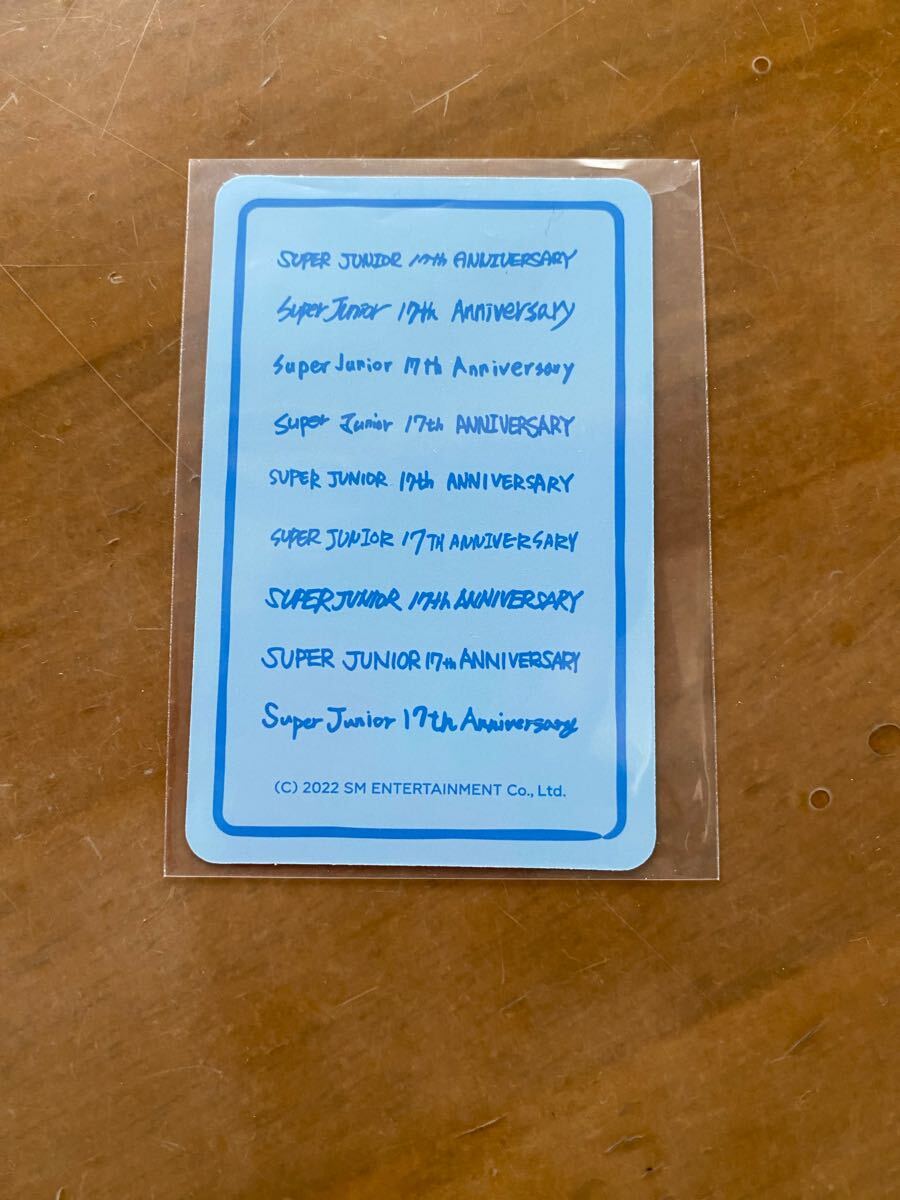 SUPER JUNIOR 17th ANNIVERSARY
Super Junior 17th Anniversary
Super Junior 17th Anniversary
Super Junior 17th ANNIVERSARY
SUPER JUNIOR 17th ANNIVERSARY
SUPER JUNIOR 17TH ANNIVERSARY
SUPER JUNIOR 17th ANNIVERSARY
SUPER JUNIOR 17th ANNIVERSARY
Super Junior 17th Anniversary
(C) 2022 SM ENTERTAINMENT Co., Ltd.